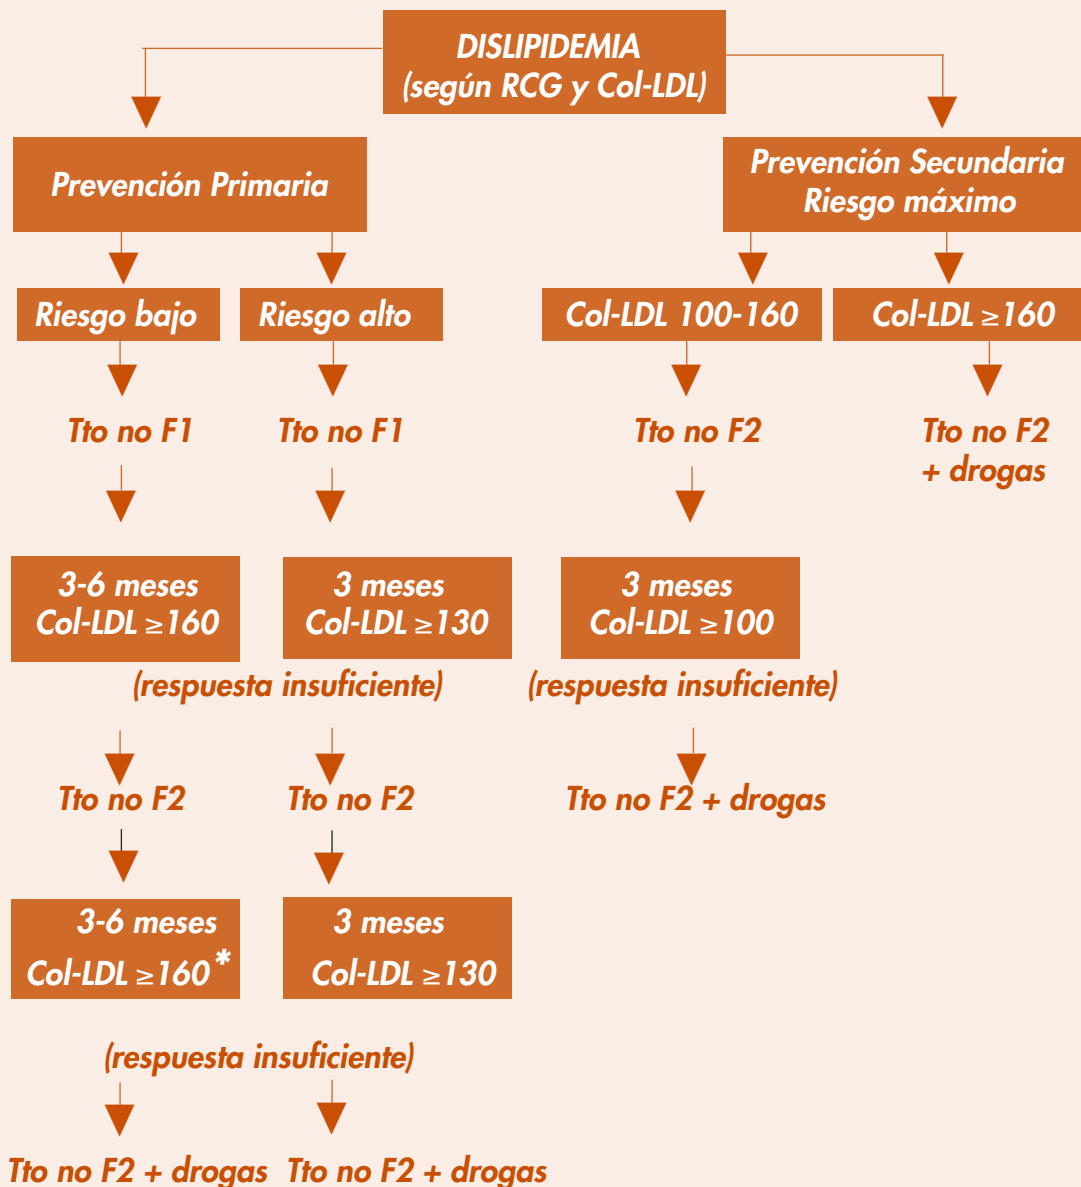 DISLIPIDEMIA
(según RCG y Col-LDL)
Prevención Primaria
Prevención Secundaria
Riesgo máximo
Riesgo bajo
Riesgo alto
Col-LDL 100-160
Col-LDL ≥160
Tto no F1
Tto no F1
Tto no F2
Tto no F2
+ drogas
3-6 meses
Col-LDL ≥160
3 meses
Col-LDL ≥130
3 meses
Col-LDL ≥100
(respuesta insuficiente)
(respuesta insuficiente)
Tto no F2
Tto no F2
Tto no F2 + drogas
3-6 meses
Col-LDL ≥160*
3 meses
Col-LDL ≥130
(respuesta insuficiente)
Tto no F2 + drogas
Tto no F2 + drogas